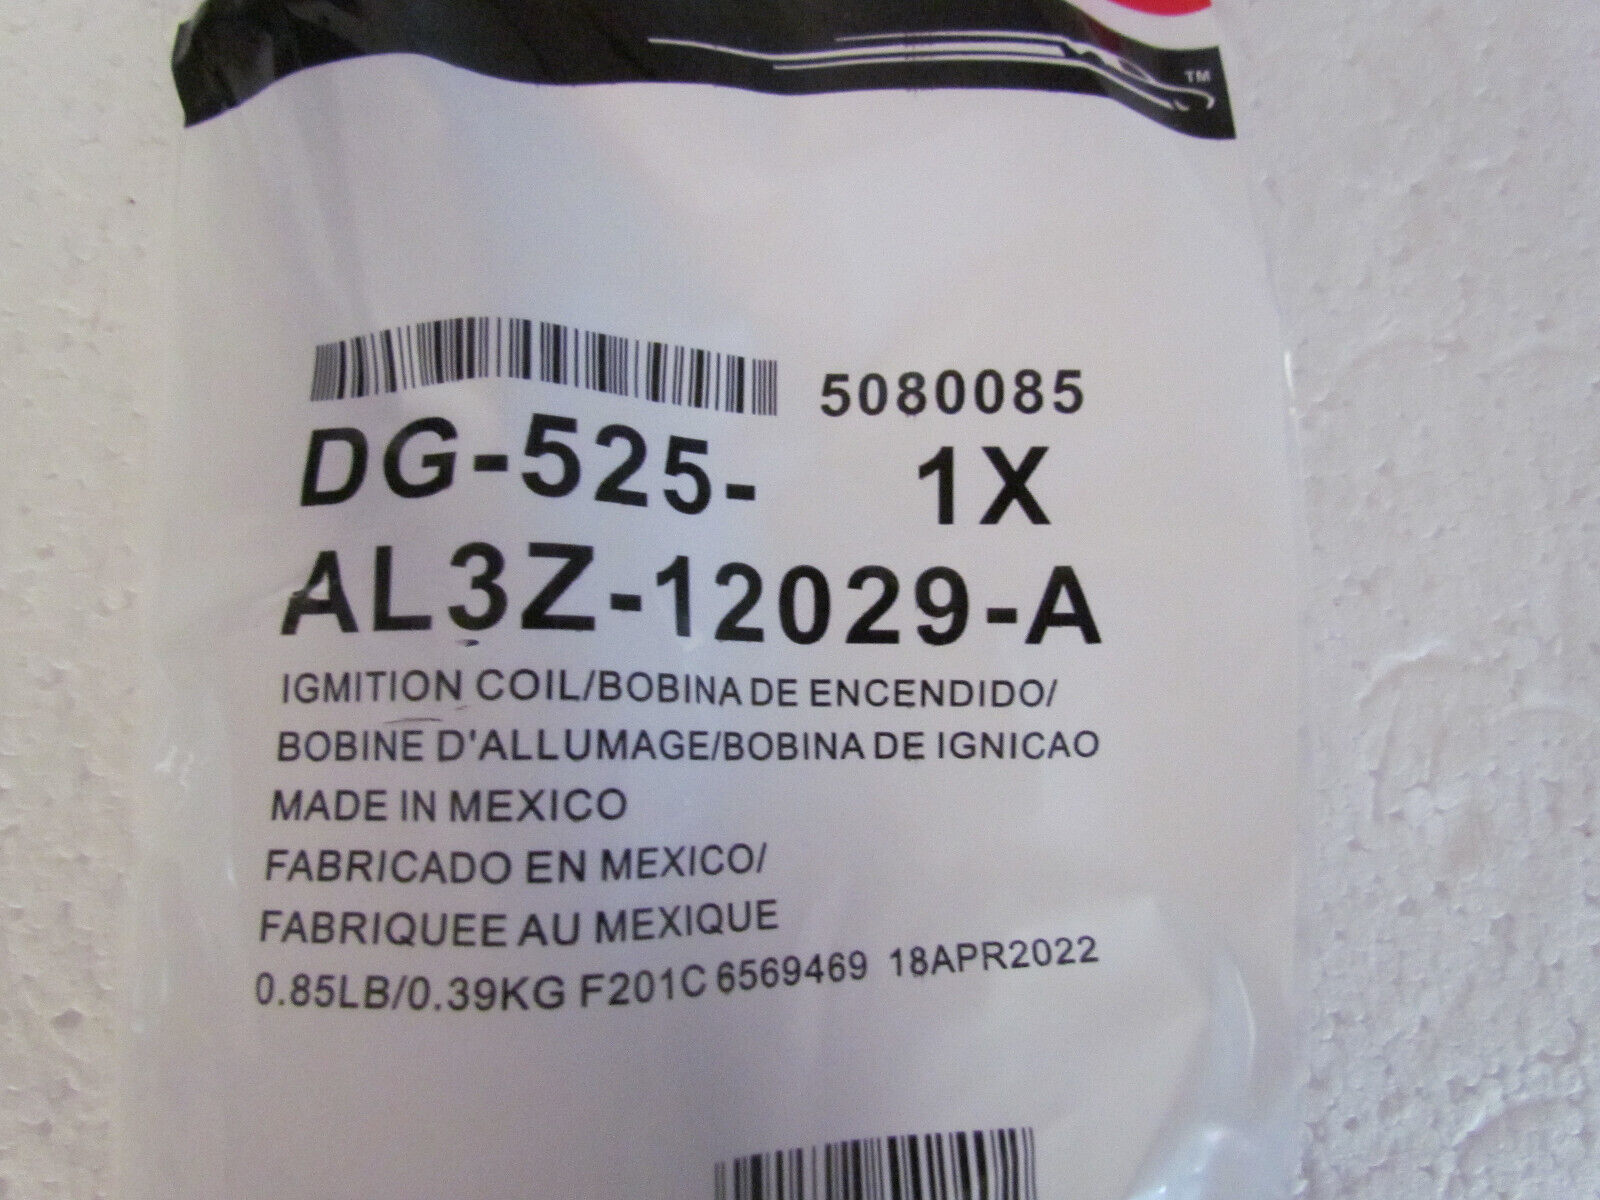 TM
5080085
DG-525- 1X
AL3Z-12029-A
IGMITION COIL/BOBINA DE ENCENDIDO/
BOBINE D'ALLUMAGE/BOBINA DE IGNICAO
MADE IN MEXICO
FABRICADO EN MEXICO/
FABRIQUEE AU MEXIQUE
0.85LB/0.39KG F201C 6569469 18APR2022